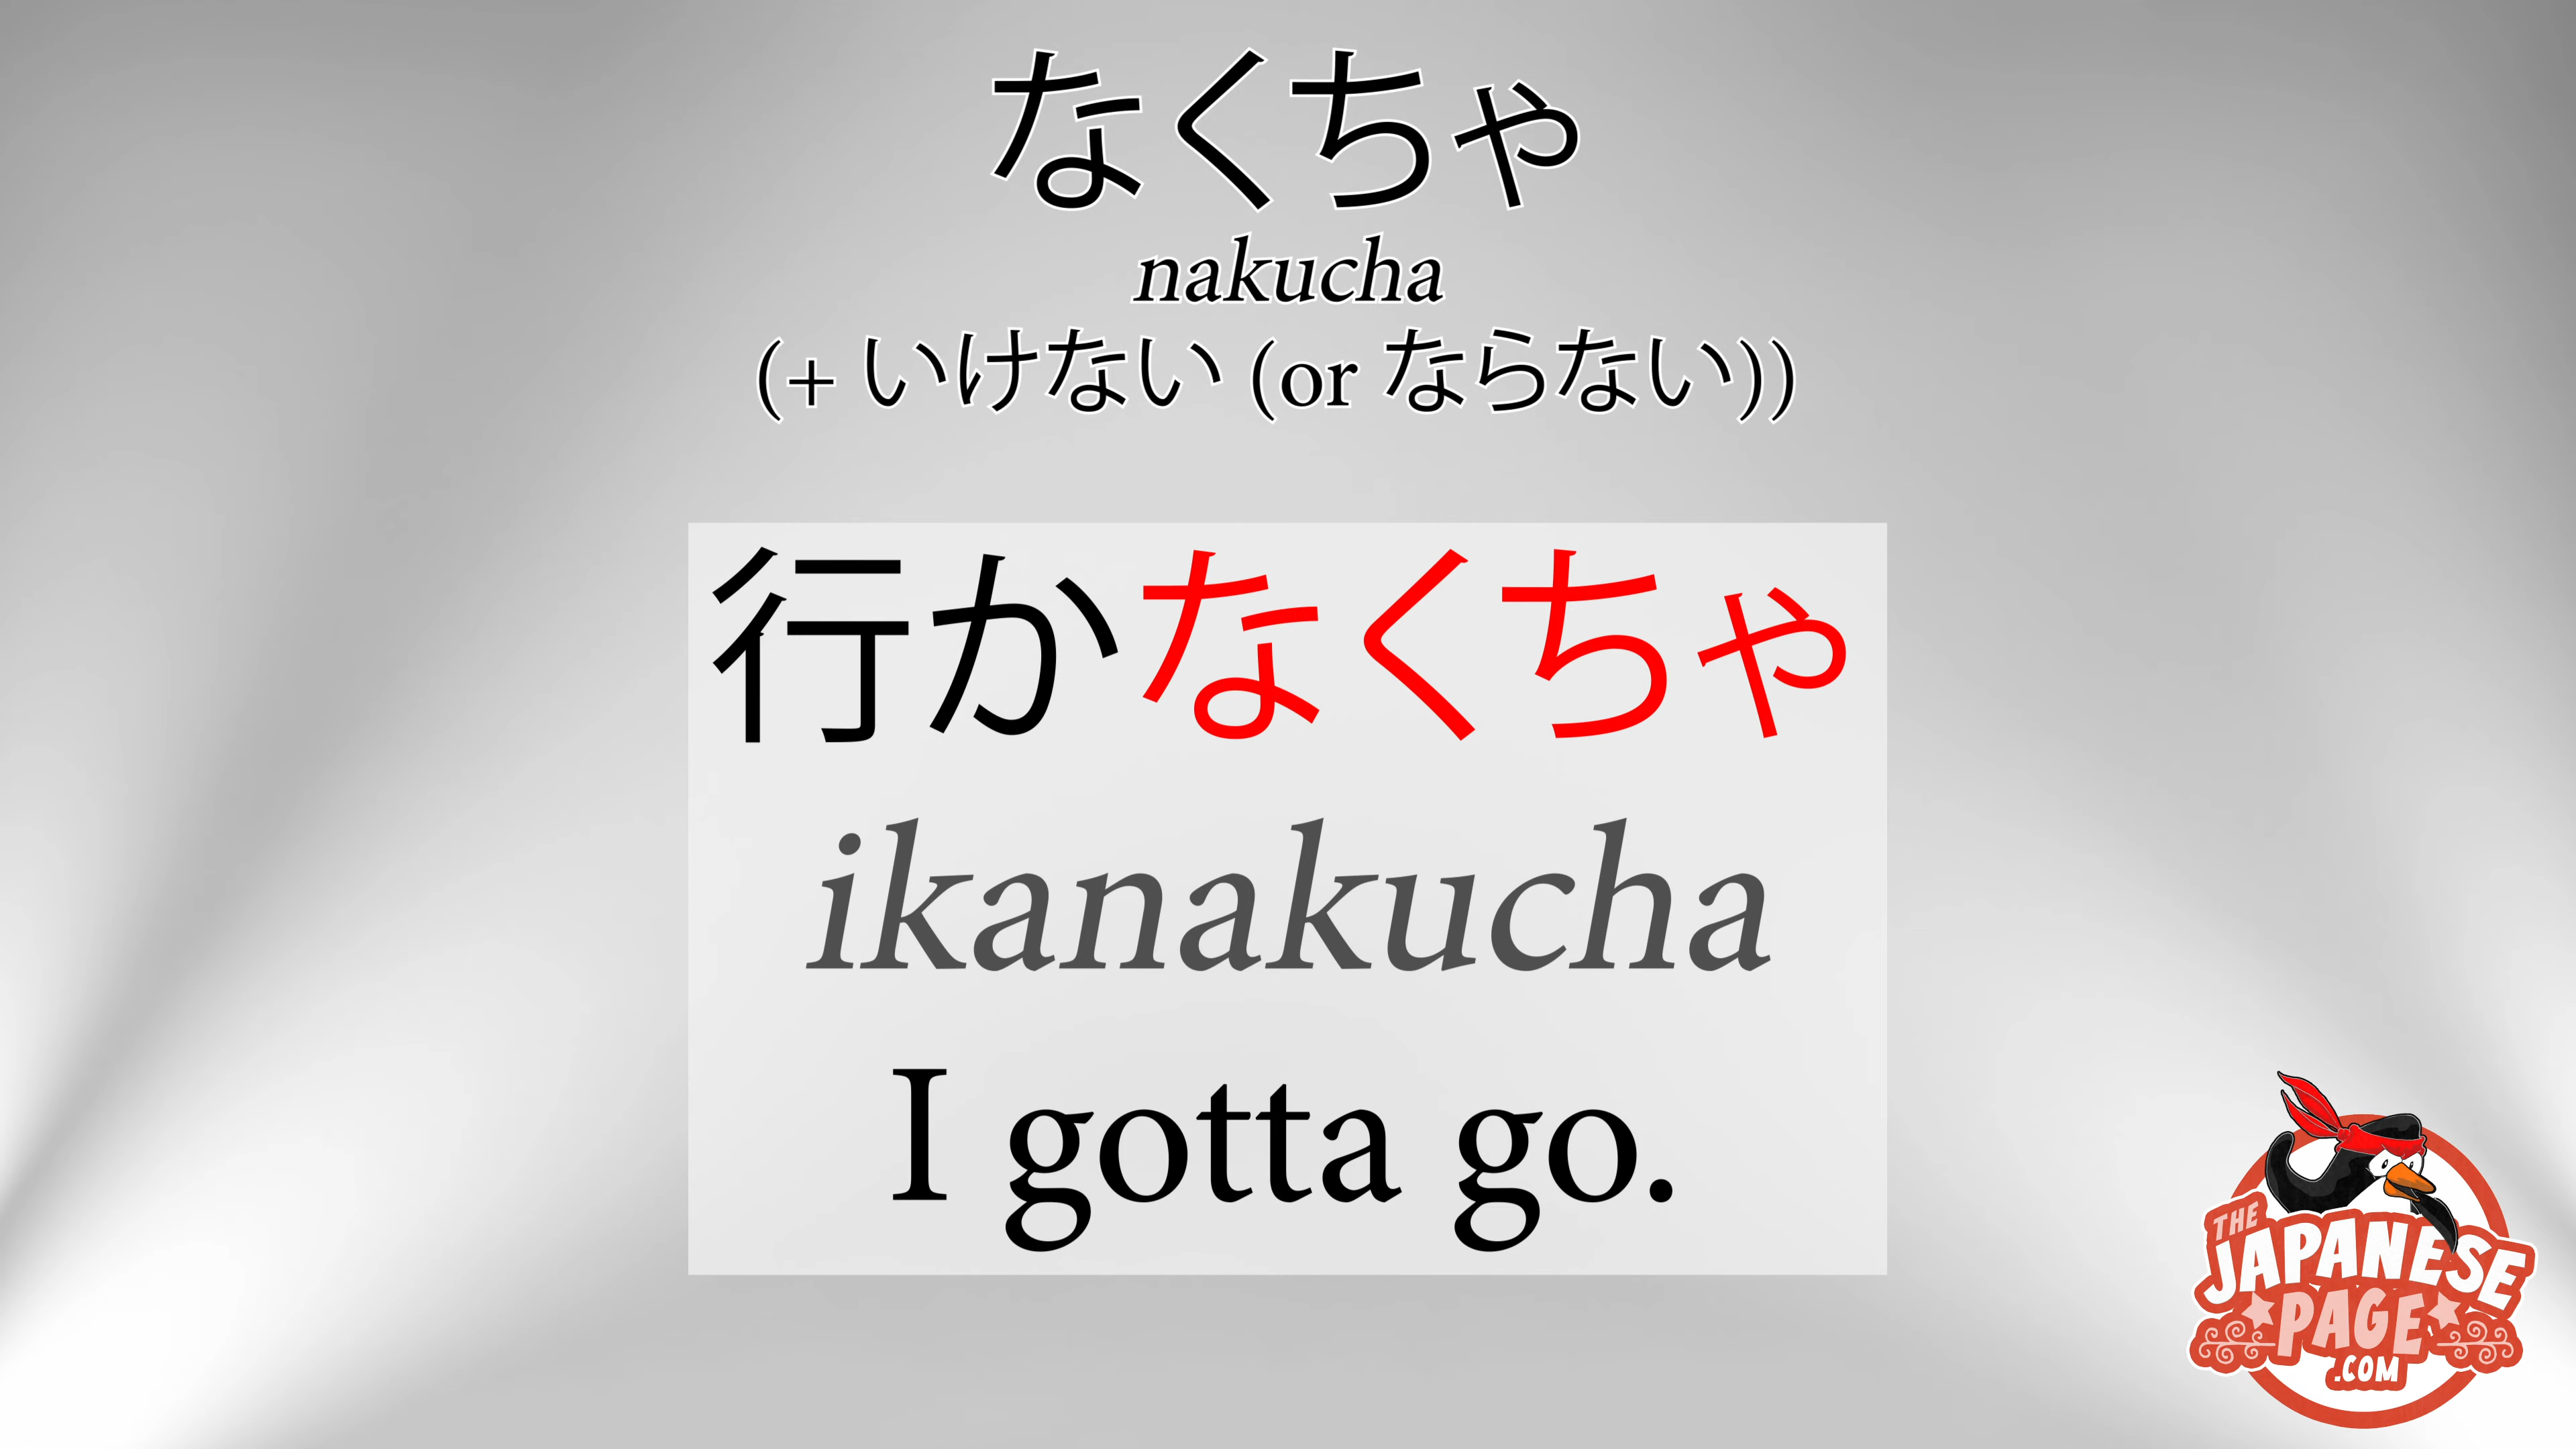 なくちゃ
nakucha
(+ いけない (or ならない))
行かなくちゃ
ikanakucha
I gotta go.
THE
JAPANESE
PAGE
.COM